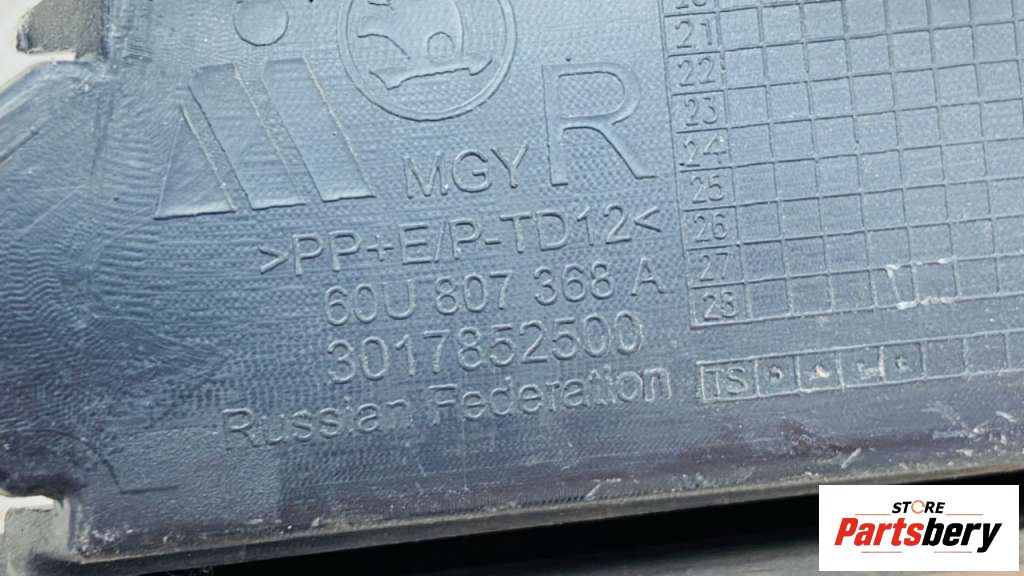 21
22
23
24
25
26
27
28
R
MGY
>PP+E/P-TD12<
60U 807 368 A
3017852500
Russian Federation
TS
STORE
Partsbery